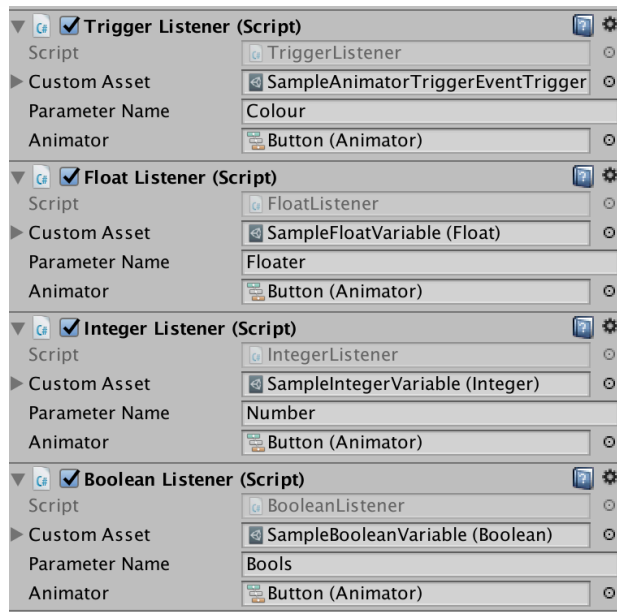 Trigger Listener (Script)
Script TriggerListener
Custom Asset SampleAnimatorTriggerEventTrigger
Parameter Name Colour
Animator Button (Animator)
Float Listener (Script)
Script FloatListener
Custom Asset SampleFloatVariable (Float)
Parameter Name Floater
Animator Button (Animator)
Integer Listener (Script)
Script IntegerListener
Custom Asset SampleIntegerVariable (Integer)
Parameter Name Number
Animator Button (Animator)
Boolean Listener (Script)
Script BooleanListener
Custom Asset SampleBooleanVariable (Boolean)
Parameter Name Bools
Animator Button (Animator)